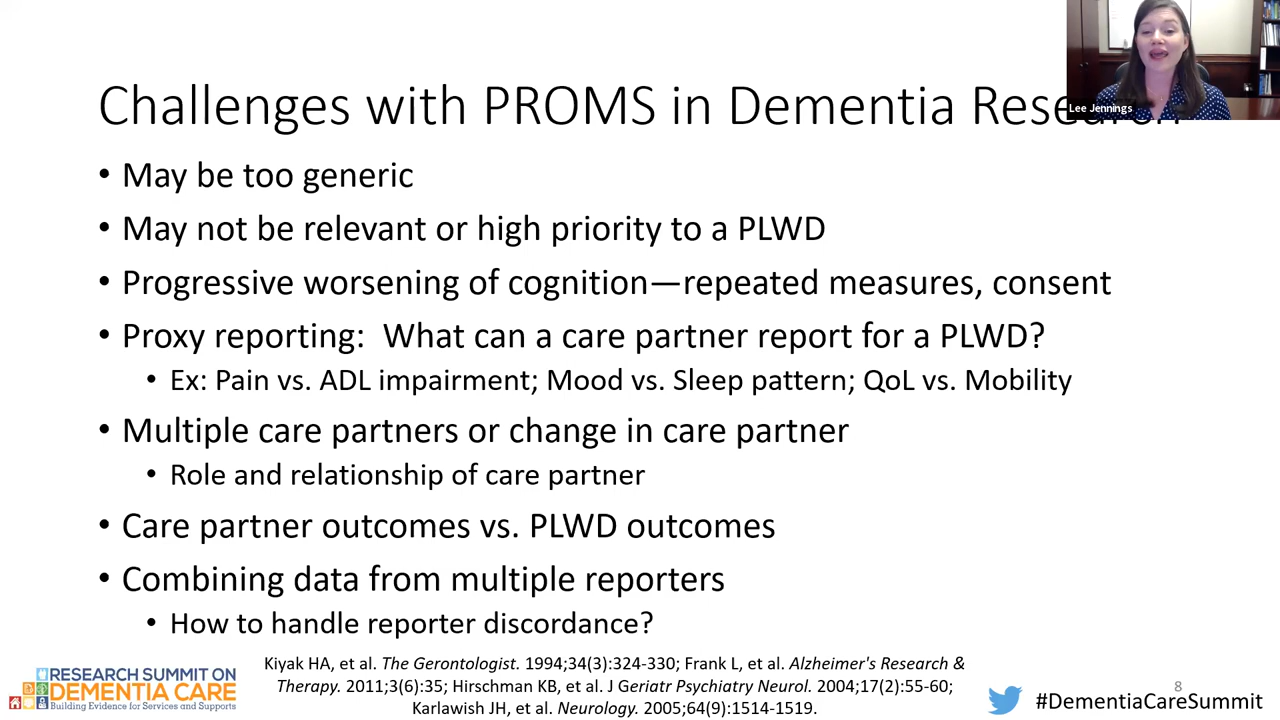 Challenges with PROMS in Dementia Research
Lee Jennings
• May be too generic
• May not be relevant or high priority to a PLWD
• Progressive worsening of cognition—repeated measures, consent
• Proxy reporting: What can a care partner report for a PLWD?
• Ex: Pain vs. ADL impairment; Mood vs. Sleep pattern; QoL vs. Mobility
• Multiple care partners or change in care partner
• Role and relationship of care partner
• Care partner outcomes vs. PLWD outcomes
• Combining data from multiple reporters
• How to handle reporter discordance?
RESEARCH SUMMIT ON
DEMENTIA CARE
Building Evidence for Services and Supports
Kiyak HA, et al. The Gerontologist. 1994;34(3):324-330; Frank L, et al. Alzheimer's Research &
Therapy. 2011;3(6):35; Hirschman KB, et al. J Geriatr Psychiatry Neurol. 2004;17(2):55-60;
Karlawish JH, et al. Neurology. 2005;64(9):1514-1519.
8
#DementiaCareSummit